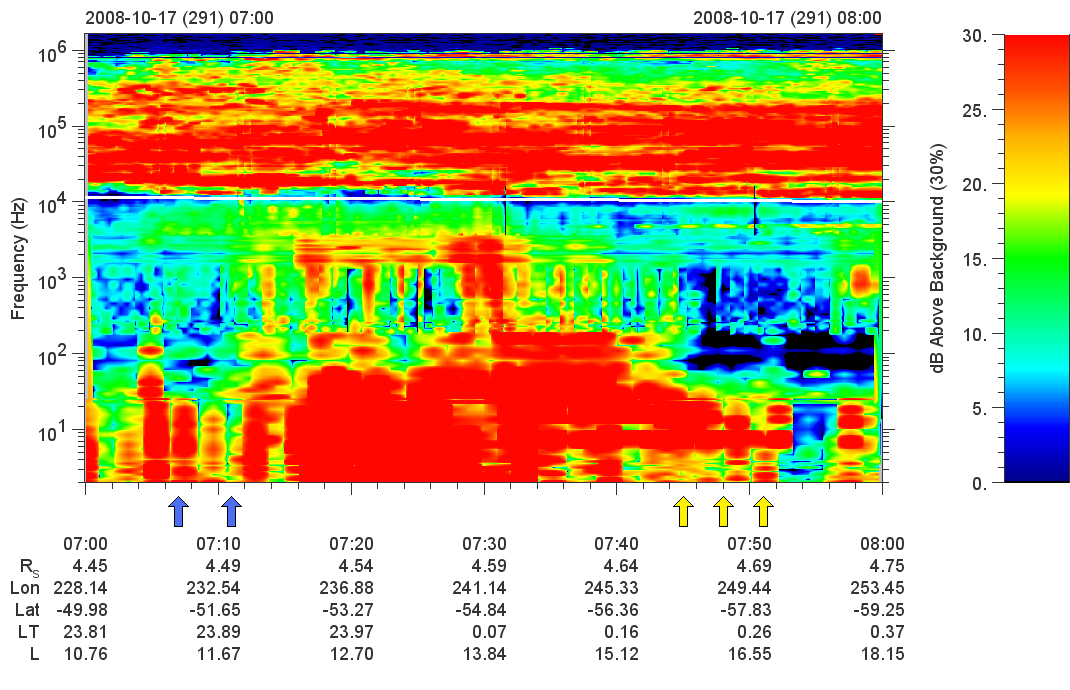 2008-10-17 (291) 07:00 2008-10-17 (291) 08:00
10^6
10^5
10^4
10^3
10^2
10^1
Frequency (Hz)
30.
25.
20.
15.
10.
5.
0.
dB Above Background (30%)
07:00 07:10 07:20 07:30 07:40 07:50 08:00
R_S 4.45 4.49 4.54 4.59 4.64 4.69 4.75
Lon 228.14 232.54 236.88 241.14 245.33 249.44 253.45
Lat -49.98 -51.65 -53.27 -54.84 -56.36 -57.83 -59.25
LT 23.81 23.89 23.97 0.07 0.16 0.26 0.37
L 10.76 11.67 12.70 13.84 15.12 16.55 18.15